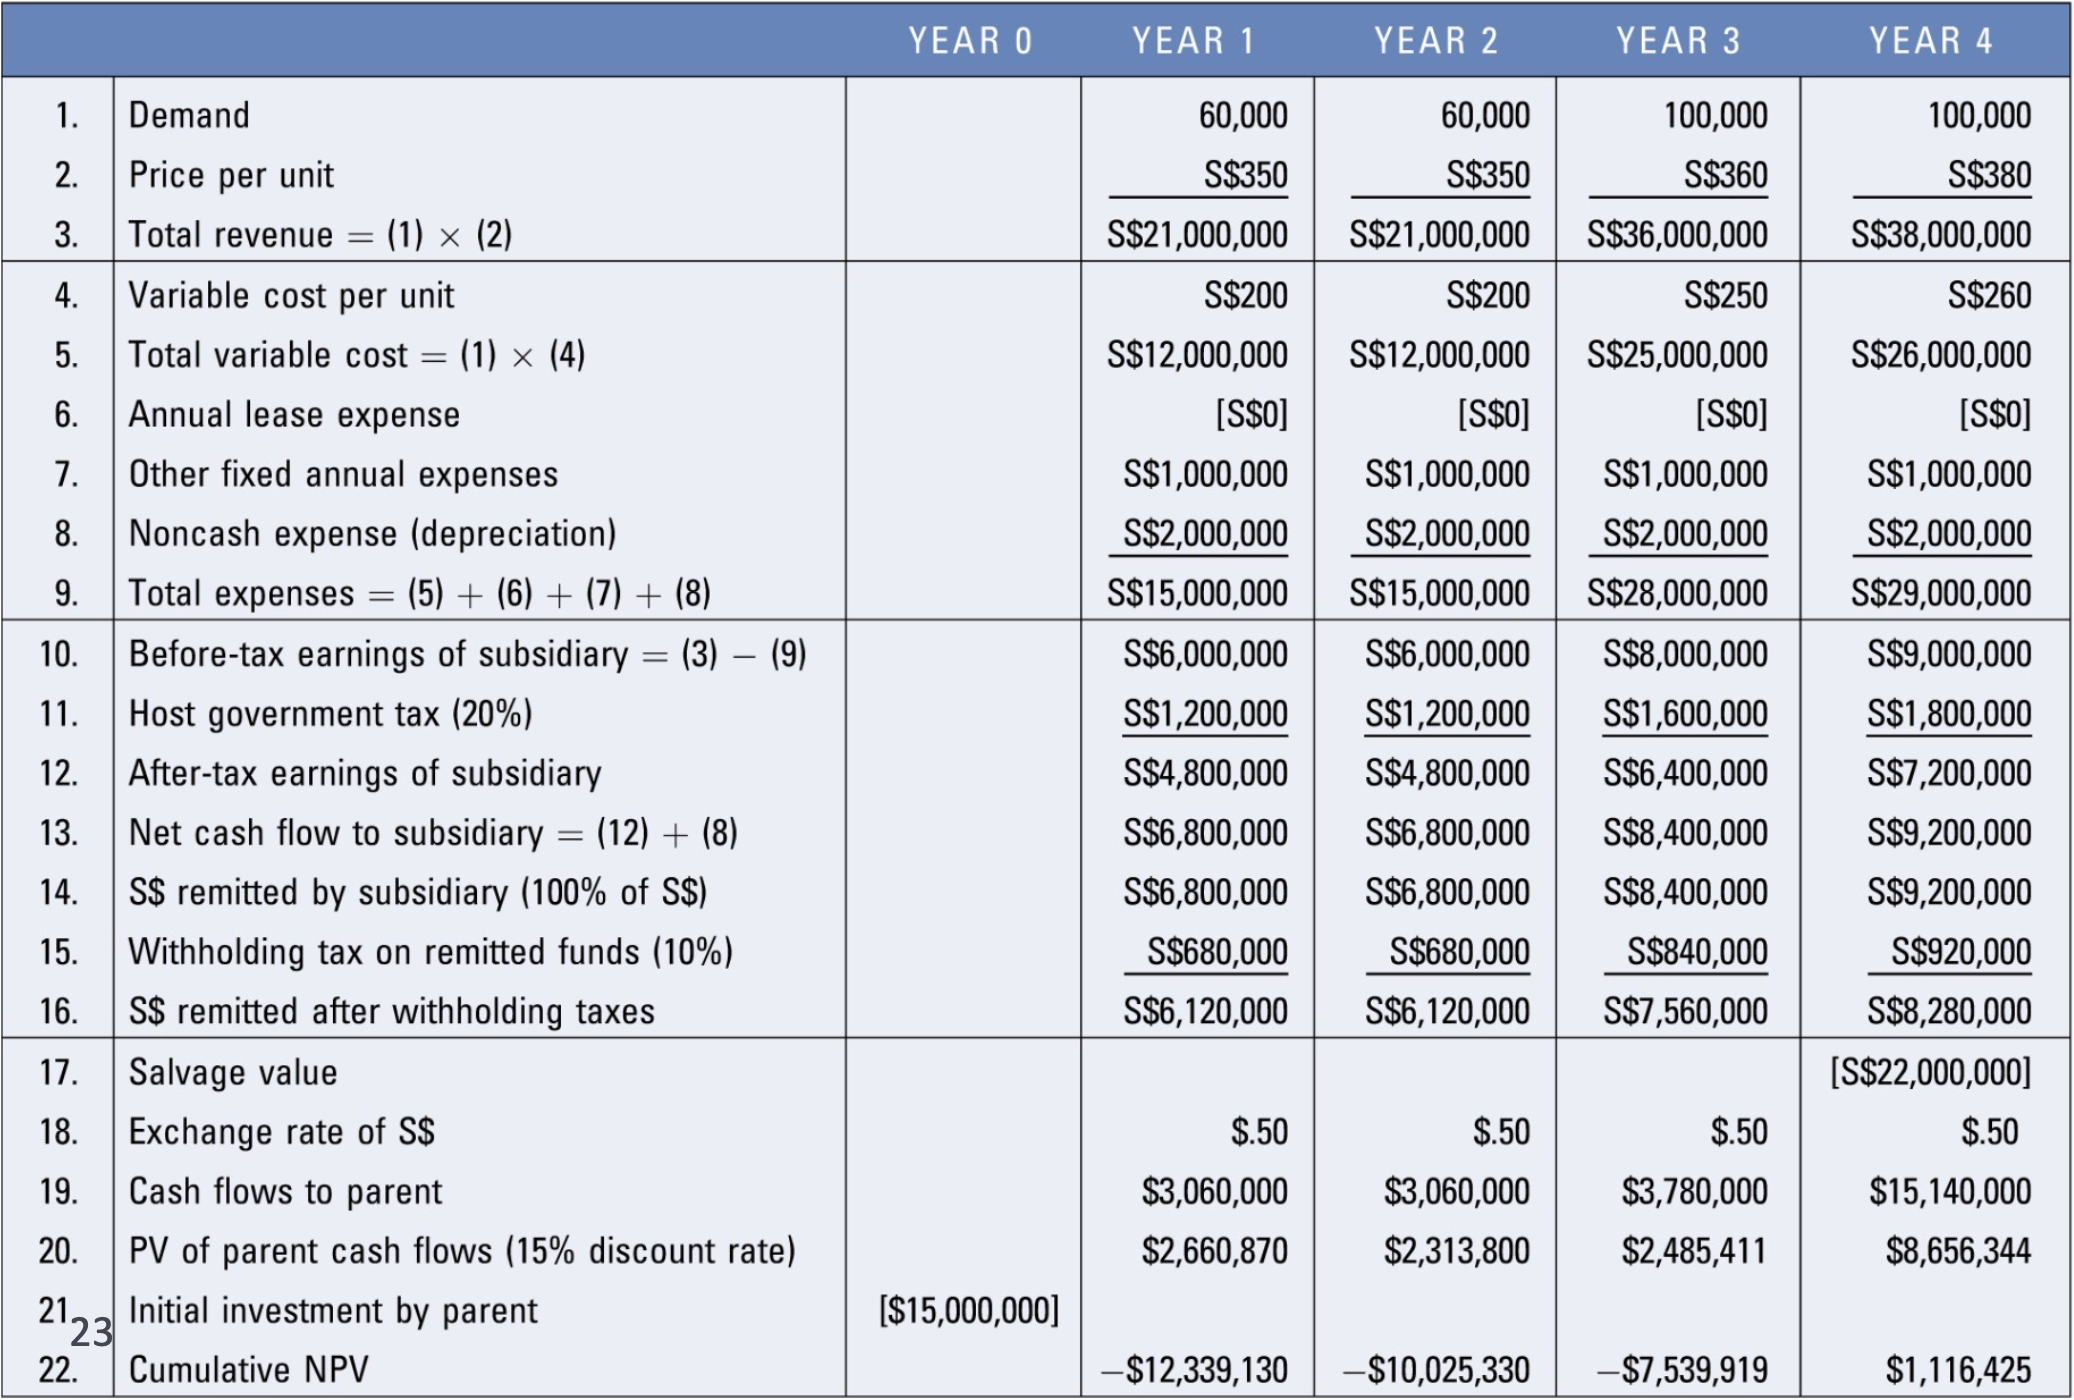 YEAR 0 YEAR 1 YEAR 2 YEAR 3 YEAR 4
1. Demand 60,000 60,000 100,000 100,000
2. Price per unit S$350 S$350 S$360 S$380
3. Total revenue = (1) × (2) S$21,000,000 S$21,000,000 S$36,000,000 S$38,000,000
4. Variable cost per unit S$200 S$200 S$250 S$260
5. Total variable cost = (1) × (4) S$12,000,000 S$12,000,000 S$25,000,000 S$26,000,000
6. Annual lease expense [S$0] [S$0] [S$0] [S$0]
7. Other fixed annual expenses S$1,000,000 S$1,000,000 S$1,000,000 S$1,000,000
8. Noncash expense (depreciation) S$2,000,000 S$2,000,000 S$2,000,000 S$2,000,000
9. Total expenses = (5) + (6) + (7) + (8) S$15,000,000 S$15,000,000 S$28,000,000 S$29,000,000
10. Before-tax earnings of subsidiary = (3) − (9) S$6,000,000 S$6,000,000 S$8,000,000 S$9,000,000
11. Host government tax (20%) S$1,200,000 S$1,200,000 S$1,600,000 S$1,800,000
12. After-tax earnings of subsidiary S$4,800,000 S$4,800,000 S$6,400,000 S$7,200,000
13. Net cash flow to subsidiary = (12) + (8) S$6,800,000 S$6,800,000 S$8,400,000 S$9,200,000
14. S$ remitted by subsidiary (100% of S$) S$6,800,000 S$6,800,000 S$8,400,000 S$9,200,000
15. Withholding tax on remitted funds (10%) S$680,000 S$680,000 S$840,000 S$920,000
16. S$ remitted after withholding taxes S$6,120,000 S$6,120,000 S$7,560,000 S$8,280,000
17. Salvage value [S$22,000,000]
18. Exchange rate of S$ $.50 $.50 $.50 $.50
19. Cash flows to parent $3,060,000 $3,060,000 $3,780,000 $15,140,000
20. PV of parent cash flows (15% discount rate) $2,660,870 $2,313,800 $2,485,411 $8,656,344
21 Initial investment by parent [$15,000,000]
23
22. Cumulative NPV −$12,339,130 −$10,025,330 −$7,539,919 $1,116,425